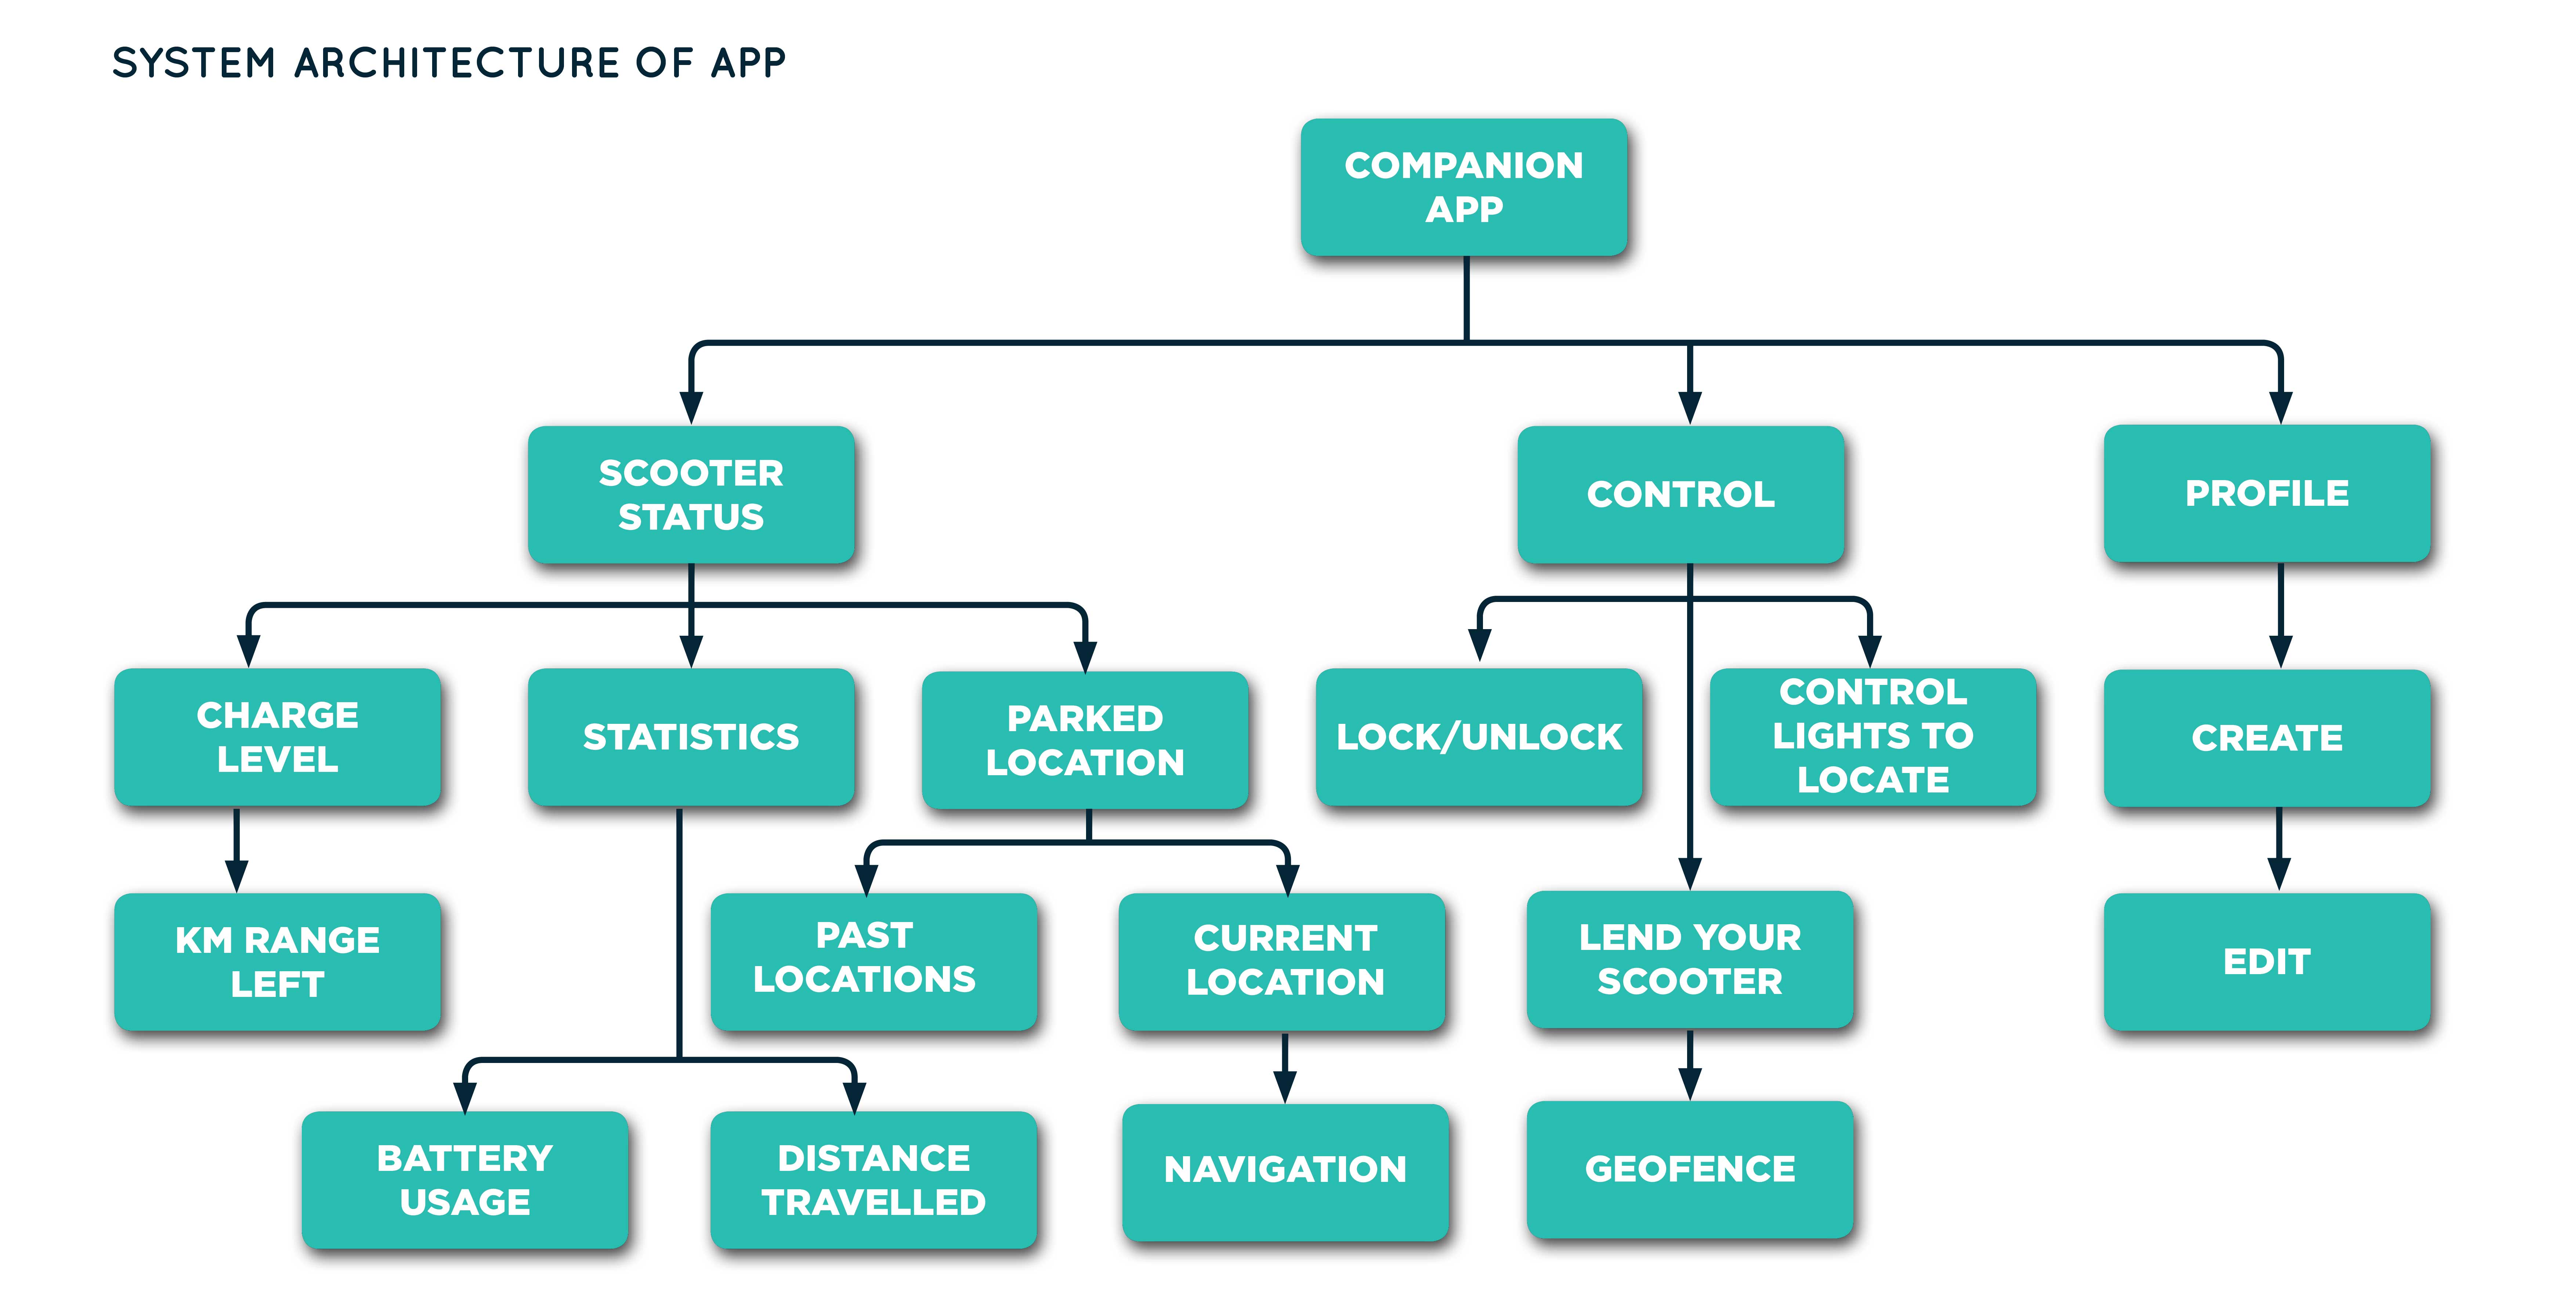 SYSTEM ARCHITECTURE OF APP
COMPANION
APP
SCOOTER
STATUS
CONTROL
PROFILE
CHARGE
LEVEL
STATISTICS
PARKED
LOCATION
LOCK/UNLOCK
CONTROL
LIGHTS TO
LOCATE
CREATE
KM RANGE
LEFT
PAST
LOCATIONS
CURRENT
LOCATION
LEND YOUR
SCOOTER
EDIT
BATTERY
USAGE
DISTANCE
TRAVELLED
NAVIGATION
GEOFENCE